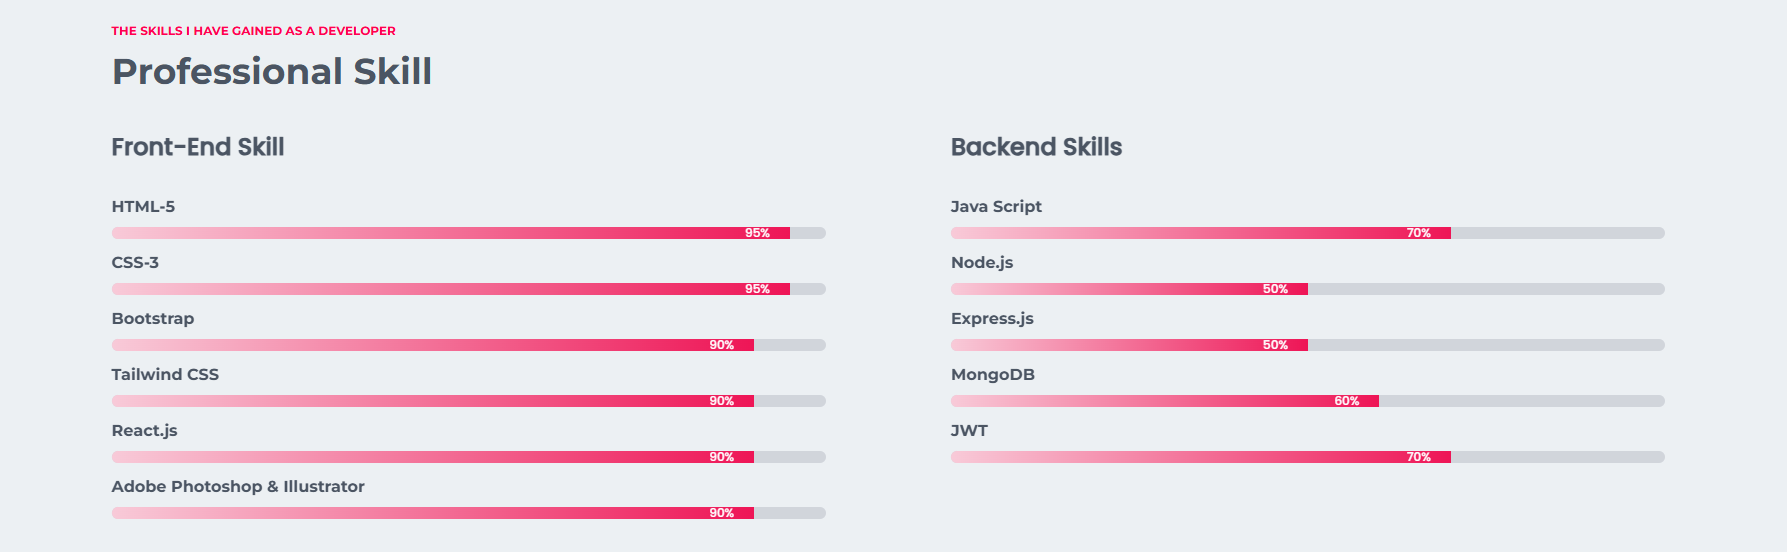 THE SKILLS I HAVE GAINED AS A DEVELOPER
Professional Skill
Front-End Skill
HTML-5
95%
CSS-3
95%
Bootstrap
90%
Tailwind CSS
90%
React.js
90%
Adobe Photoshop & Illustrator
90%
Backend Skills
Java Script
70%
Node.js
50%
Express.js
50%
MongoDB
60%
JWT
70%